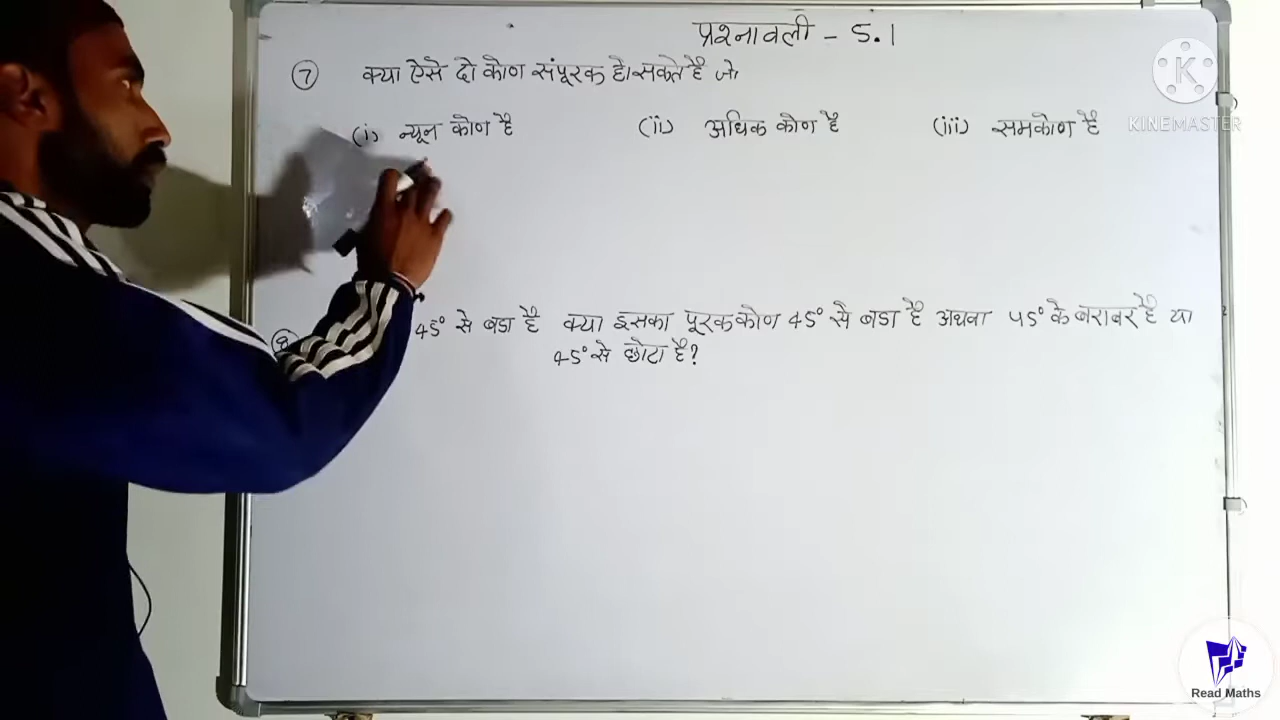 प्रश्नावली - 5.1
⑦ क्या ऐसे दो कोण संपूरक हो सकते है जो
(i) न्यून कोण है (ii) अधिक कोण है (iii) समकोण है
KINEMASTER
45° से बडा है क्या इसका पूरक कोण 45° से बडा है अथवा 45° के बराबर है या
45° से छोटा है?
Read Maths